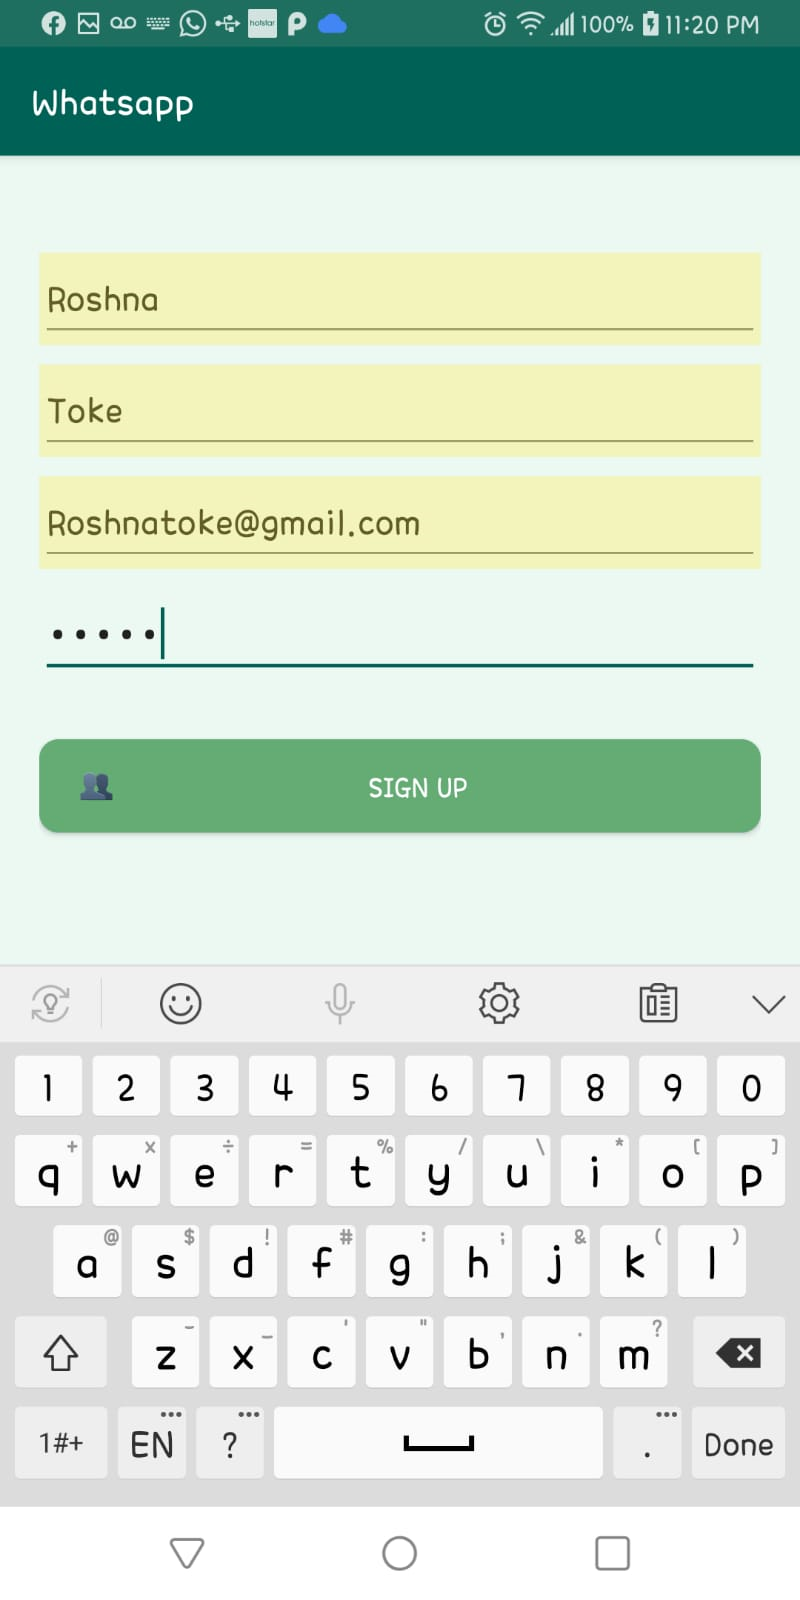 hotstar 100% 11:20 PM
Whatsapp
Roshna
Toke
Roshnatoke@gmail.com
•••••
SIGN UP
1 2 3 4 5 6 7 8 9 0
+ × ÷ = % / \ * [ ]
q w e r t y u i o p
@ $ ! # : ; & ( )
a s d f g h j k l
- _ ' " , . ?
z x c v b n m
1#+ EN ? . Done